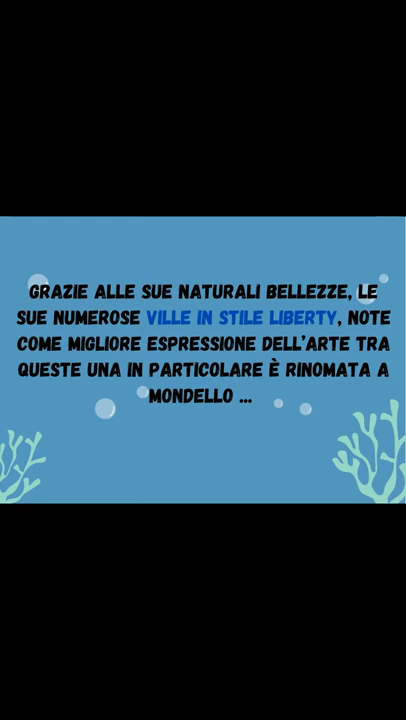 GRAZIE ALLE SUE NATURALI BELLEZZE, LE
SUE NUMEROSE VILLE IN STILE LIBERTY, NOTE
COME MIGLIORE ESPRESSIONE DELL'ARTE TRA
QUESTE UNA IN PARTICOLARE È RINOMATA A
MONDELLO ...